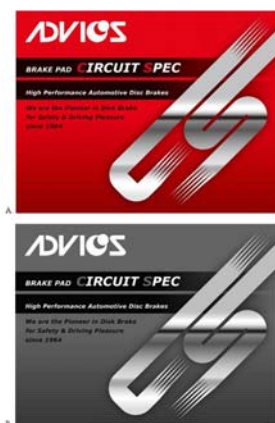 ADVICS
BRAKE PAD CIRCUIT SPEC
High Performance Automotive Disc Brakes
We are the Pioneer in Disk Brake
for Safety & Driving Pleasure
since 1964
A.
ADVICS
BRAKE PAD CIRCUIT SPEC
High Performance Automotive Disc Brakes
We are the Pioneer in Disk Brake
for Safety & Driving Pleasure
since 1964